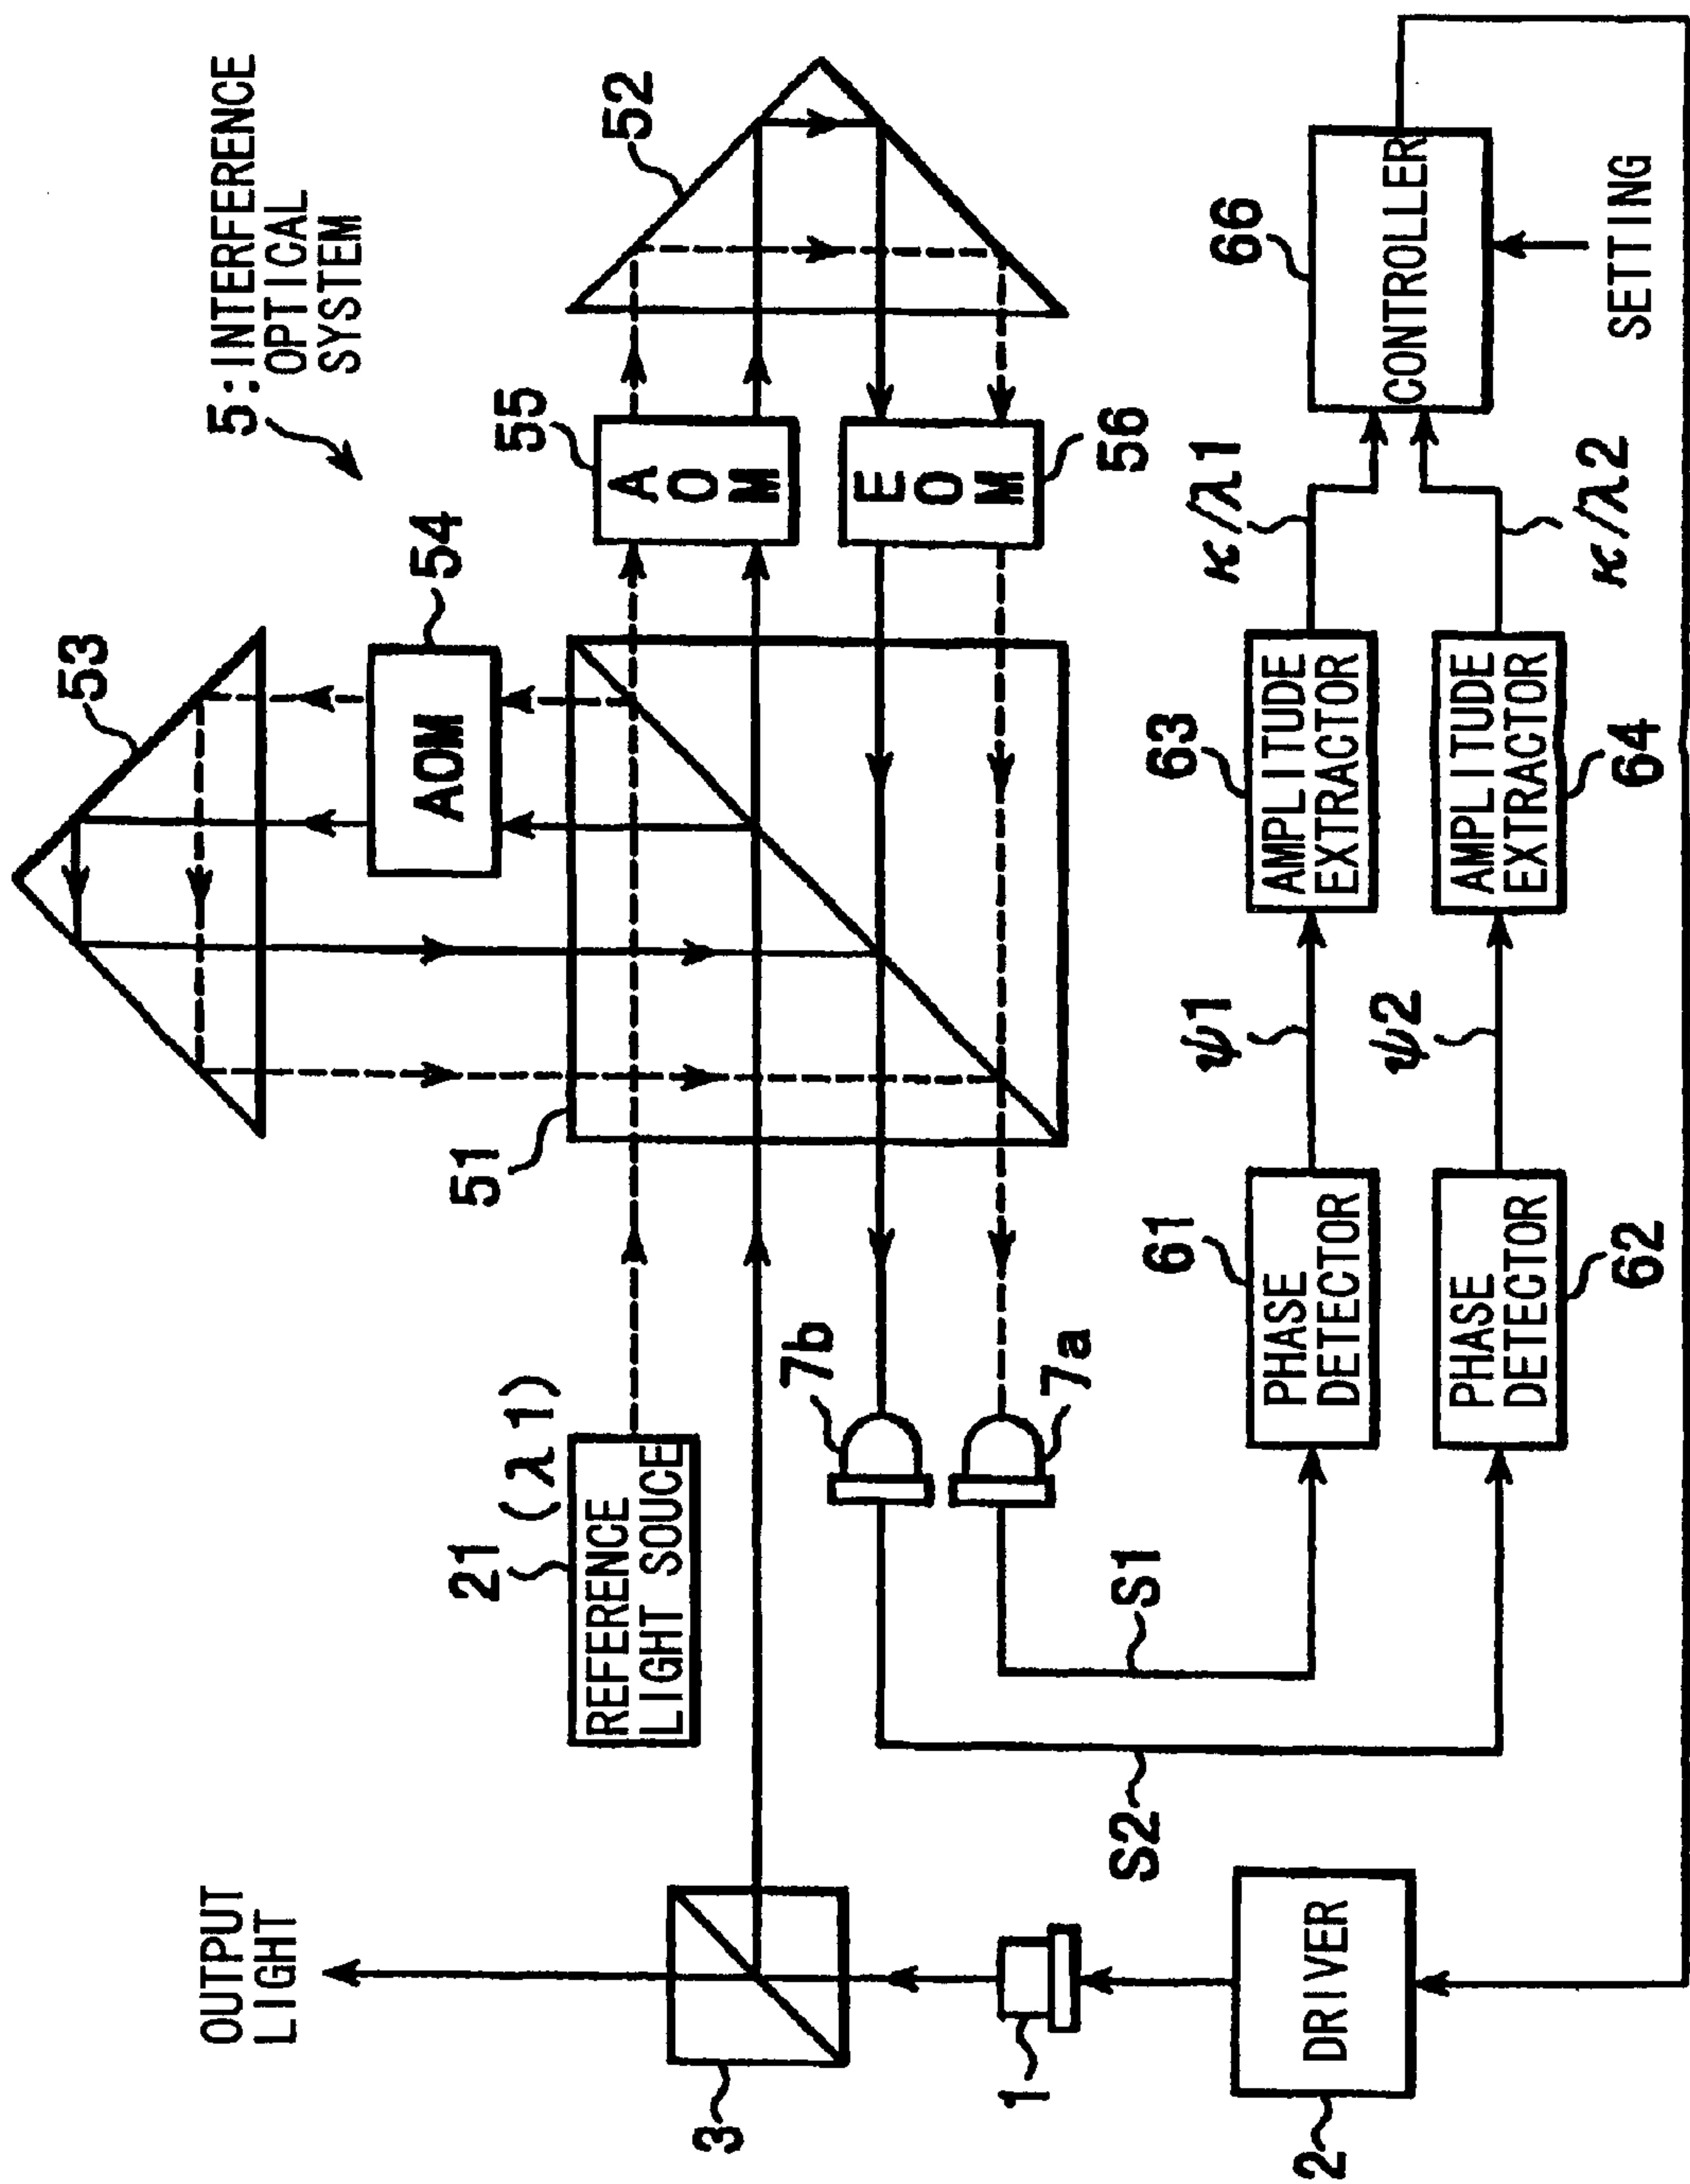 5:INTERFERENCE
OPTICAL
SYSTEM
53
54
AOM
52
55
AOM
EOM
56
51
OUTPUT
LIGHT
21 (λ1)
REFERENCE
LIGHT SOUCE
3
7b
7a
1
S1
S2
DRIVER
2
61
PHASE
DETECTOR
PHASE
DETECTOR
62
ψ1
ψ2
63
AMPLITUDE
EXTRACTOR
AMPLITUDE
EXTRACTOR
64
κ/λ1
κ/λ2
66
CONTROLLER
SETTING